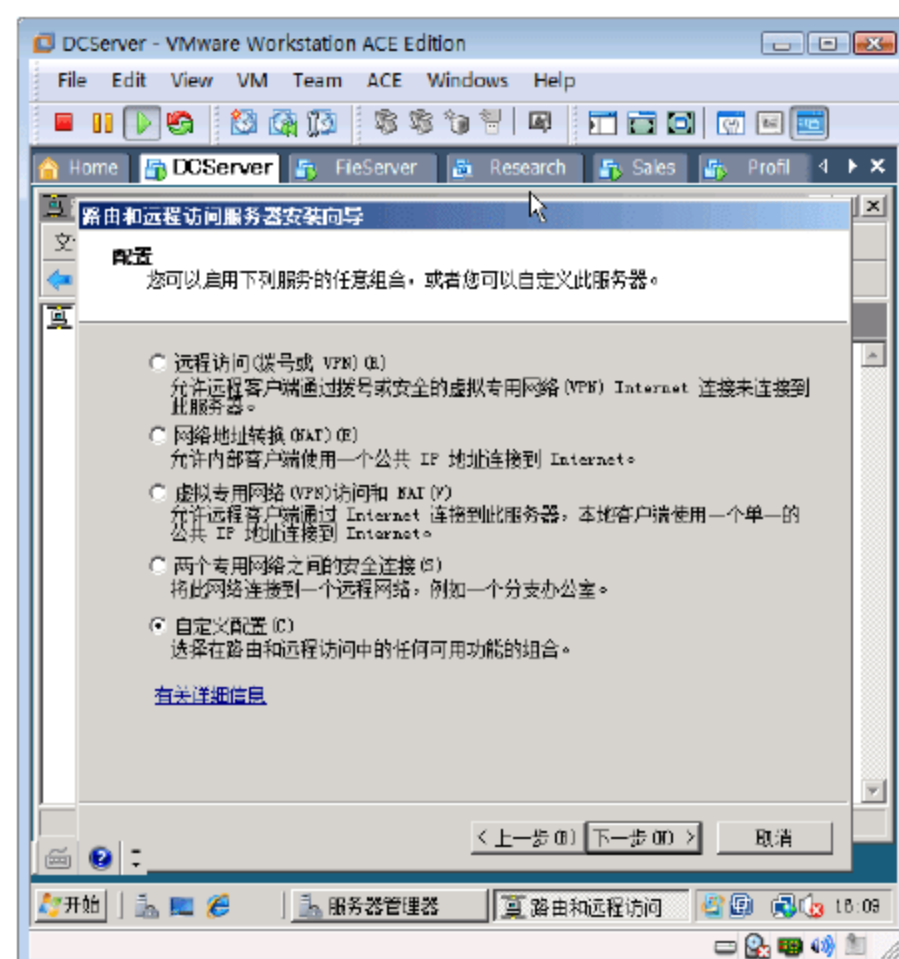 DCServer - VMware Workstation ACE Edition
File Edit View VM Team ACE Windows Help
Home DCServer FileServer Research Sales Profil
路由和远程访问服务器安装向导
文
配置
您可以启用下列服务的任意组合，或者您可以自定义此服务器。
远程访问(拨号或 VPN)(R)
允许远程客户端通过拨号或安全的虚拟专用网络(VPN) Internet 连接来连接到
此服务器。
网络地址转换(NAT)(E)
允许内部客户端使用一个公共 IP 地址连接到 Internet。
虚拟专用网络(VPN)访问和 NAT(V)
允许远程客户端通过 Internet 连接到此服务器，本地客户端使用一个单一的
公共 IP 地址连接到 Internet。
两个专用网络之间的安全连接(S)
将此网络连接到一个远程网络，例如一个分支办公室。
自定义配置(C)
选择在路由和远程访问中的任何可用功能的组合。
有关详细信息
< 上一步(B) 下一步(N) > 取消
开始 服务器管理器 路由和远程访问 16:09